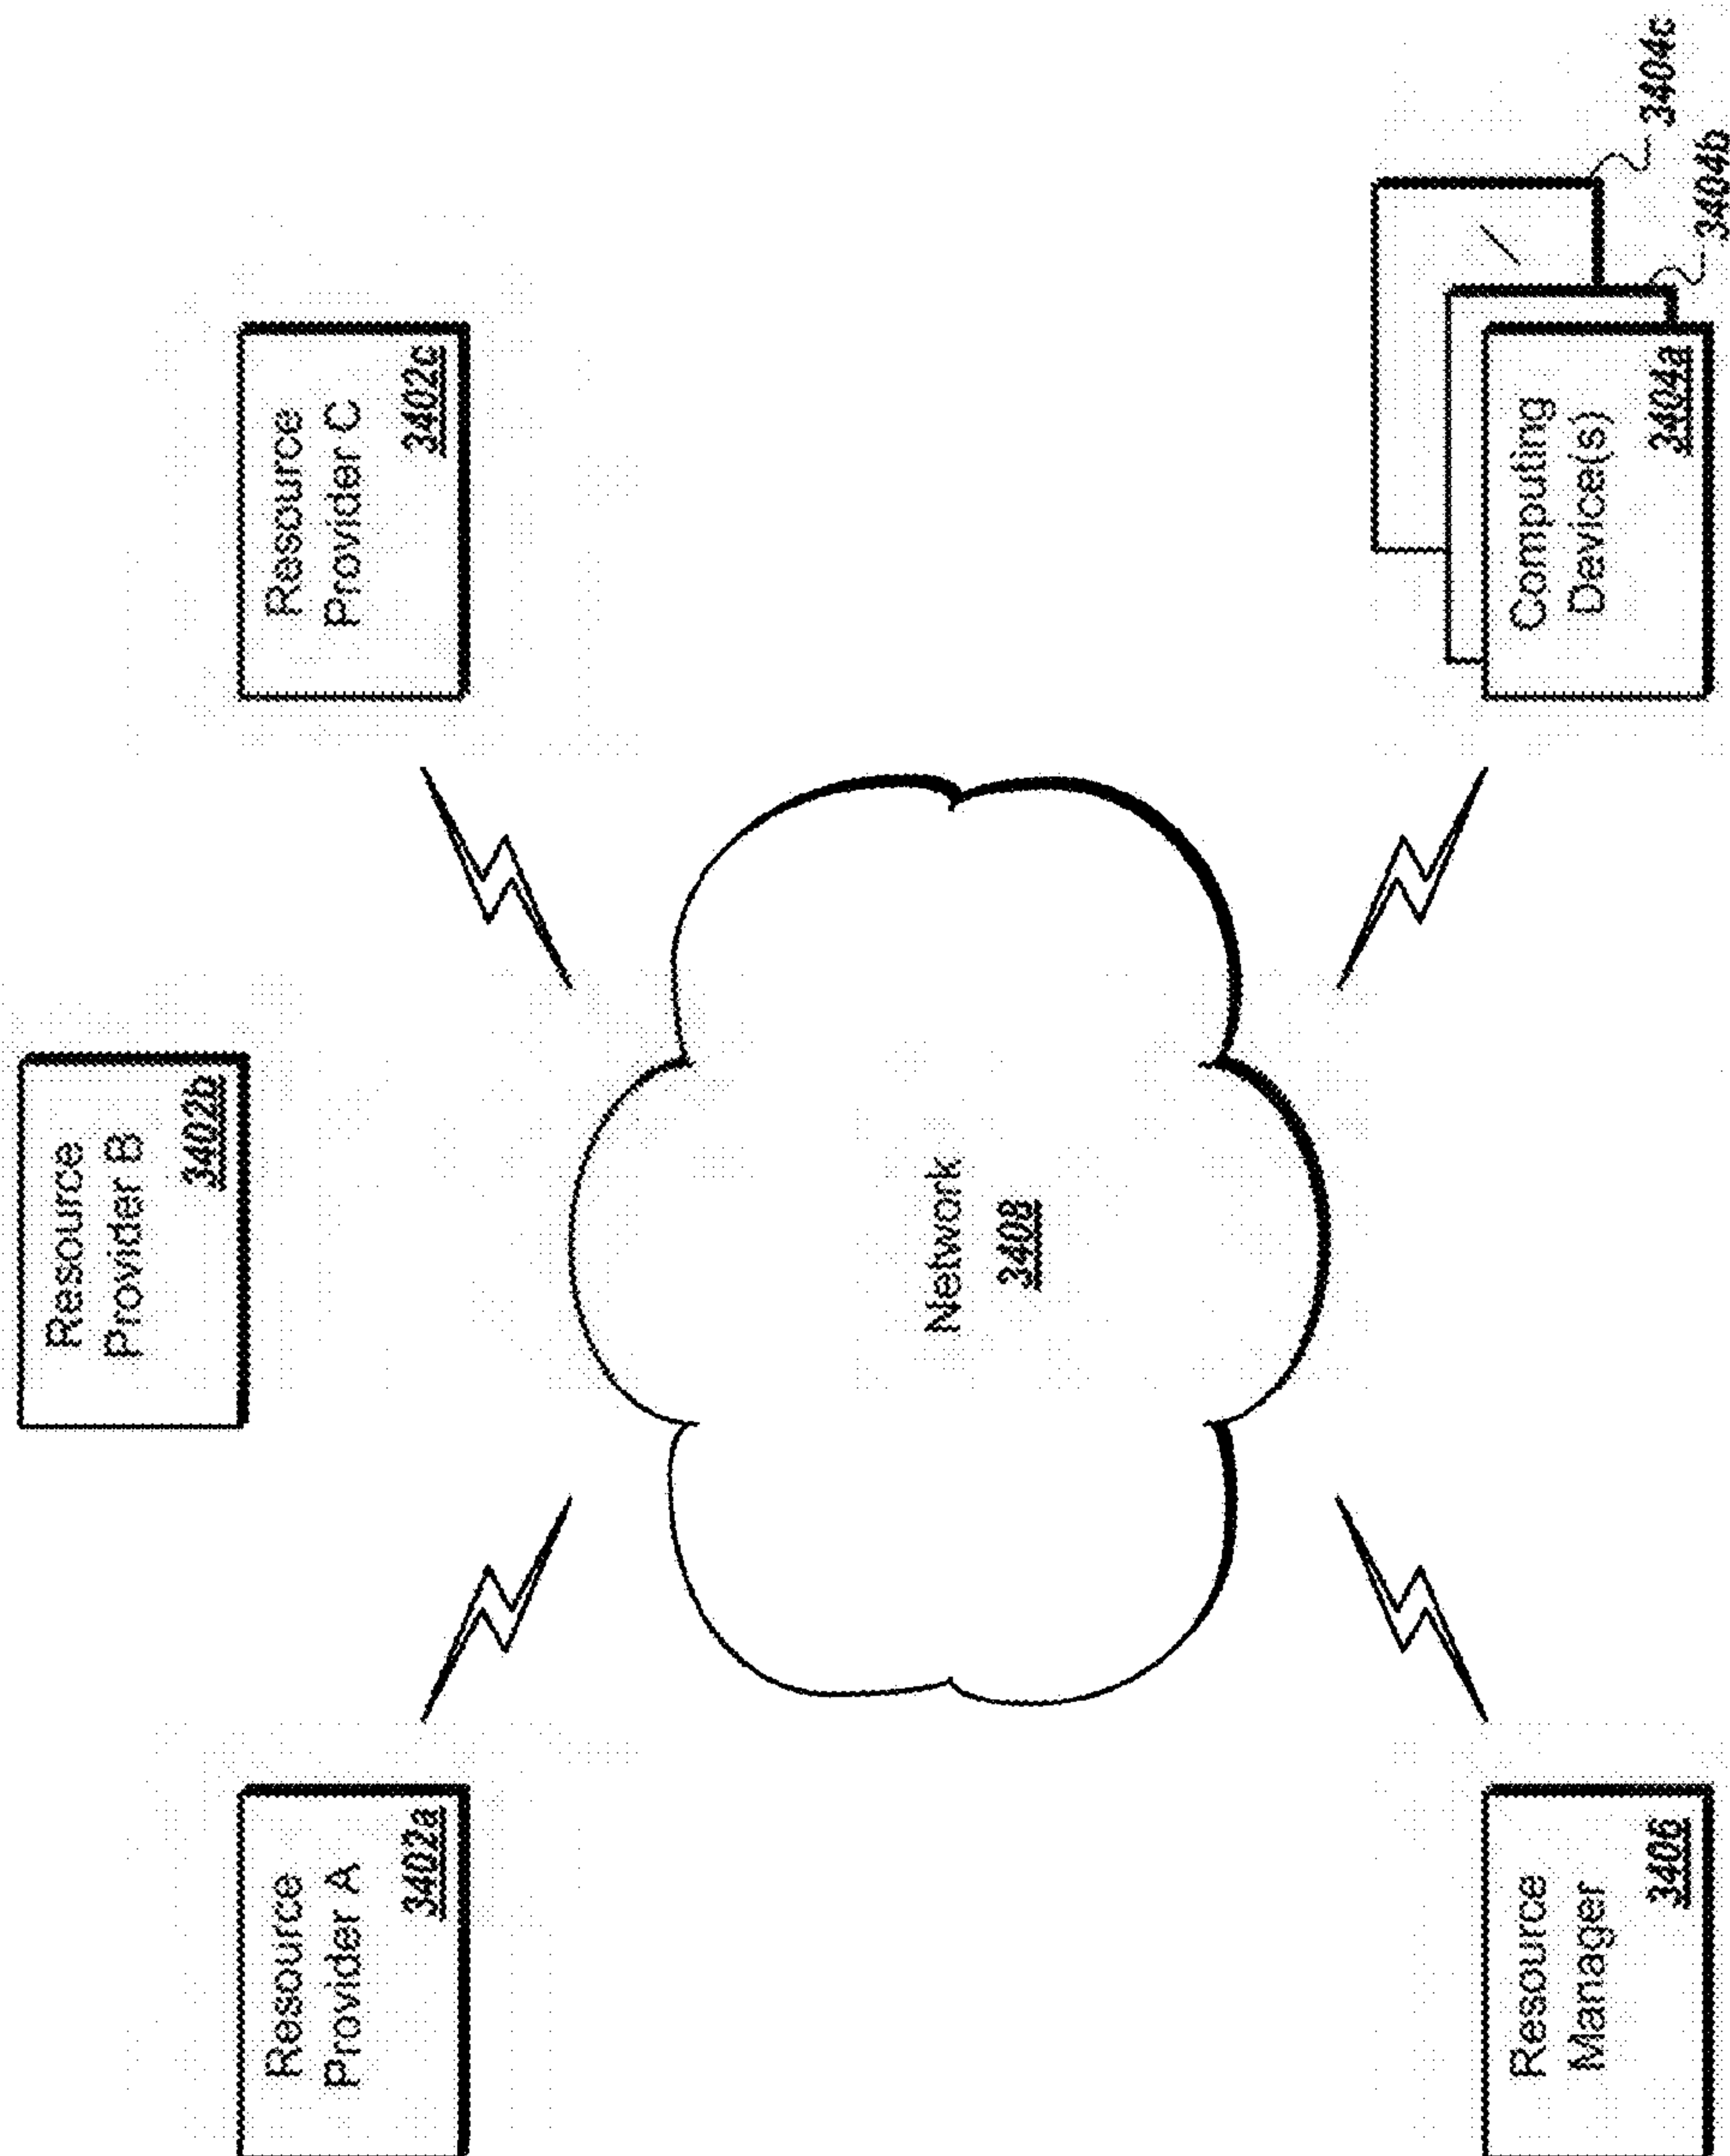 Resource
Provider A
3402a
Resource
Provider B
3402b
Resource
Provider C
3402c
Network
3408
Resource
Manager
3406
Computing
Device(s)
3404a
3404b
3404c